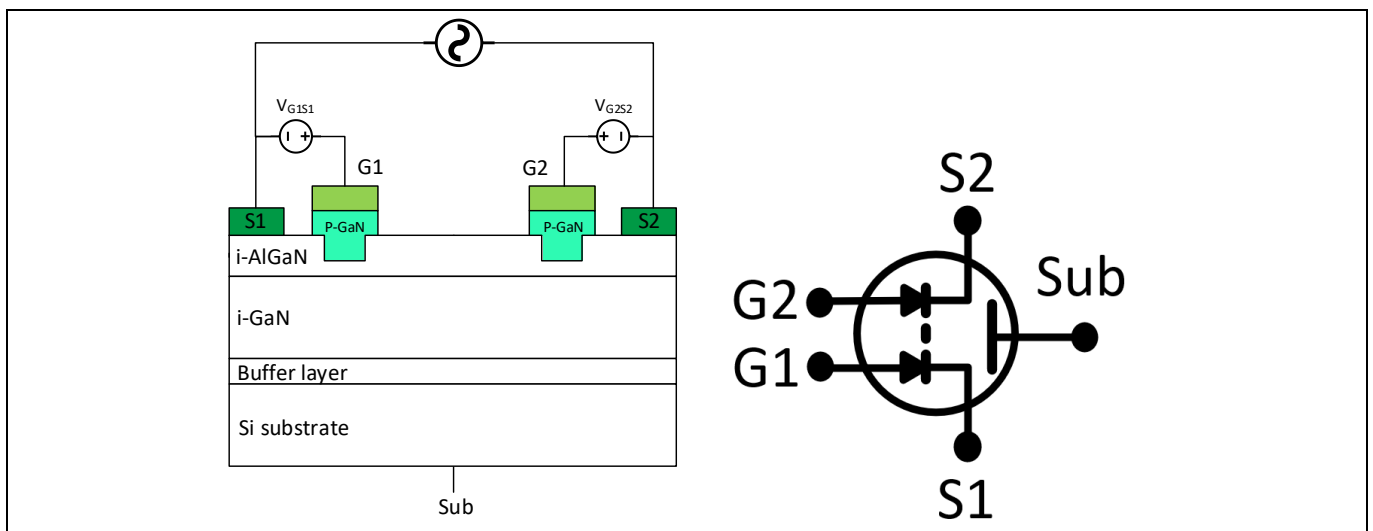 VG1S1
VG2S2
G1
G2
S1
P-GaN
P-GaN
S2
i-AlGaN
i-GaN
Buffer layer
Si substrate
Sub
S2
Sub
G2
G1
S1